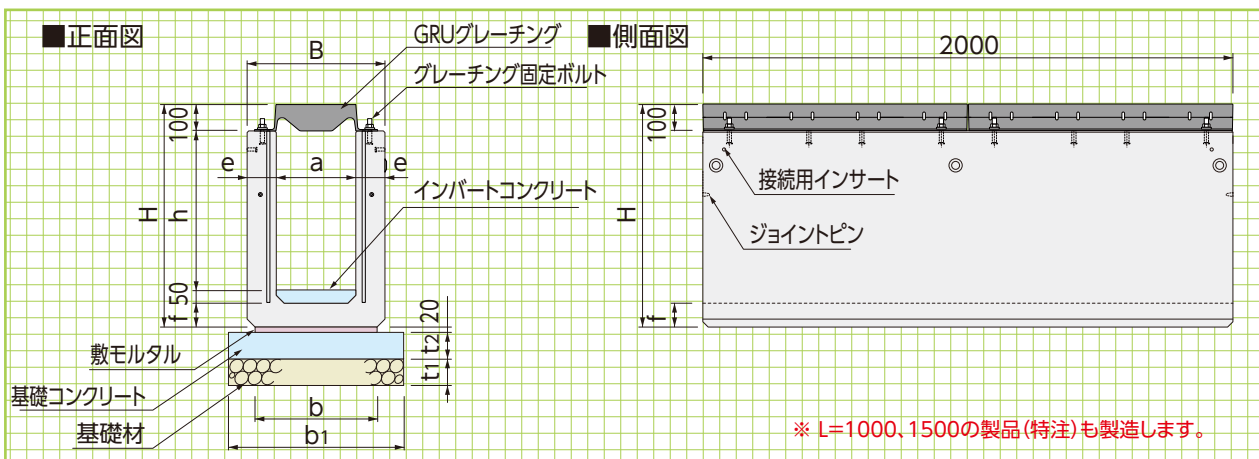 ■正面図
GRUグレーチング
グレーチング固定ボルト
B
100
e
a
e
H
h
インバートコンクリート
50
f
20
t2
t1
敷モルタル
基礎コンクリート
基礎材
b
b1
■側面図
2000
100
H
接続用インサート
ジョイントピン
f
※ L=1000、1500の製品(特注)も製造します。